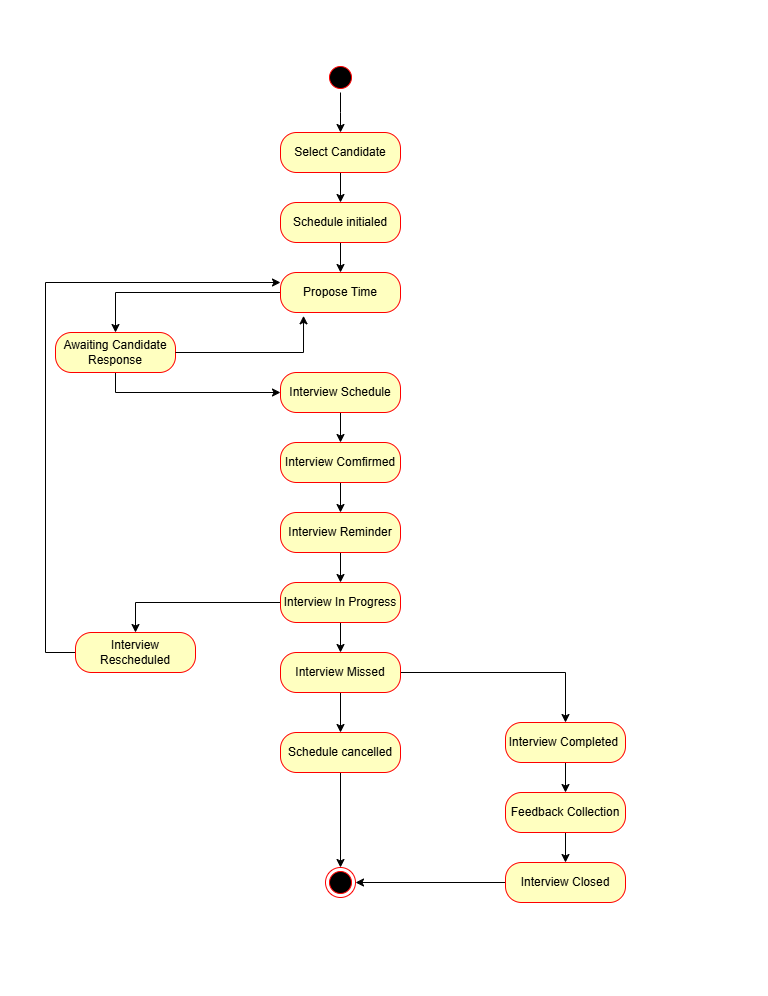 Select Candidate
Schedule initialed
Propose Time
Awaiting Candidate
Response
Interview Schedule
Interview Comfirmed
Interview Reminder
Interview In Progress
Interview
Rescheduled
Interview Missed
Interview Completed
Schedule cancelled
Feedback Collection
Interview Closed